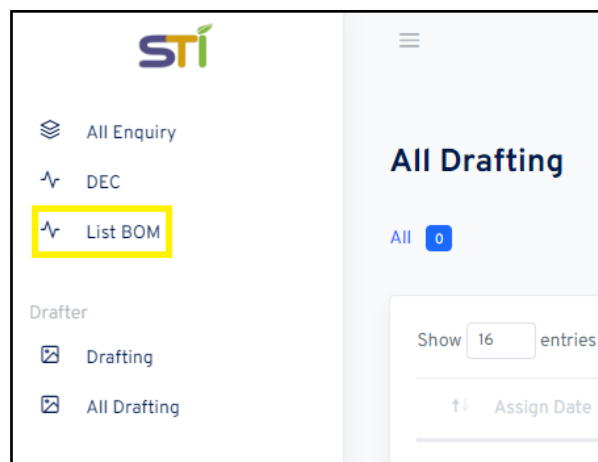 STI
All Enquiry
DEC
List BOM
Drafter
Drafting
All Drafting
All Drafting
All 0
Show 16 entries
Assign Date